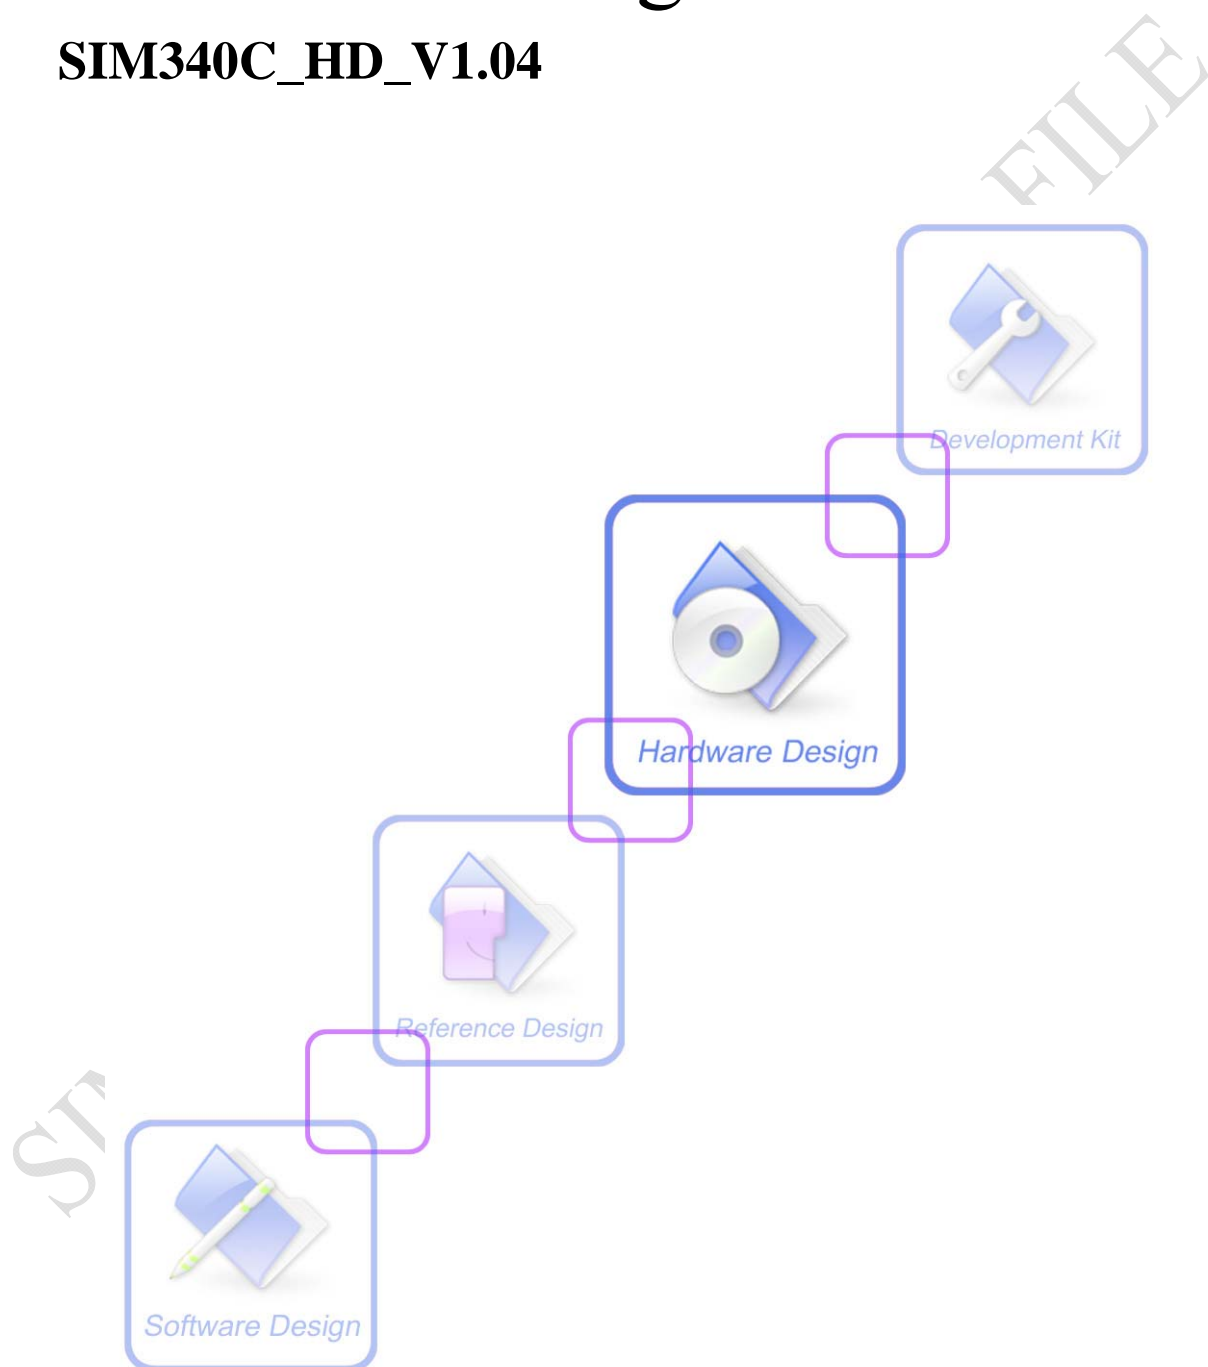 SIM340C_HD_V1.04
FILE
Development Kit
Hardware Design
Reference Design
Software Design